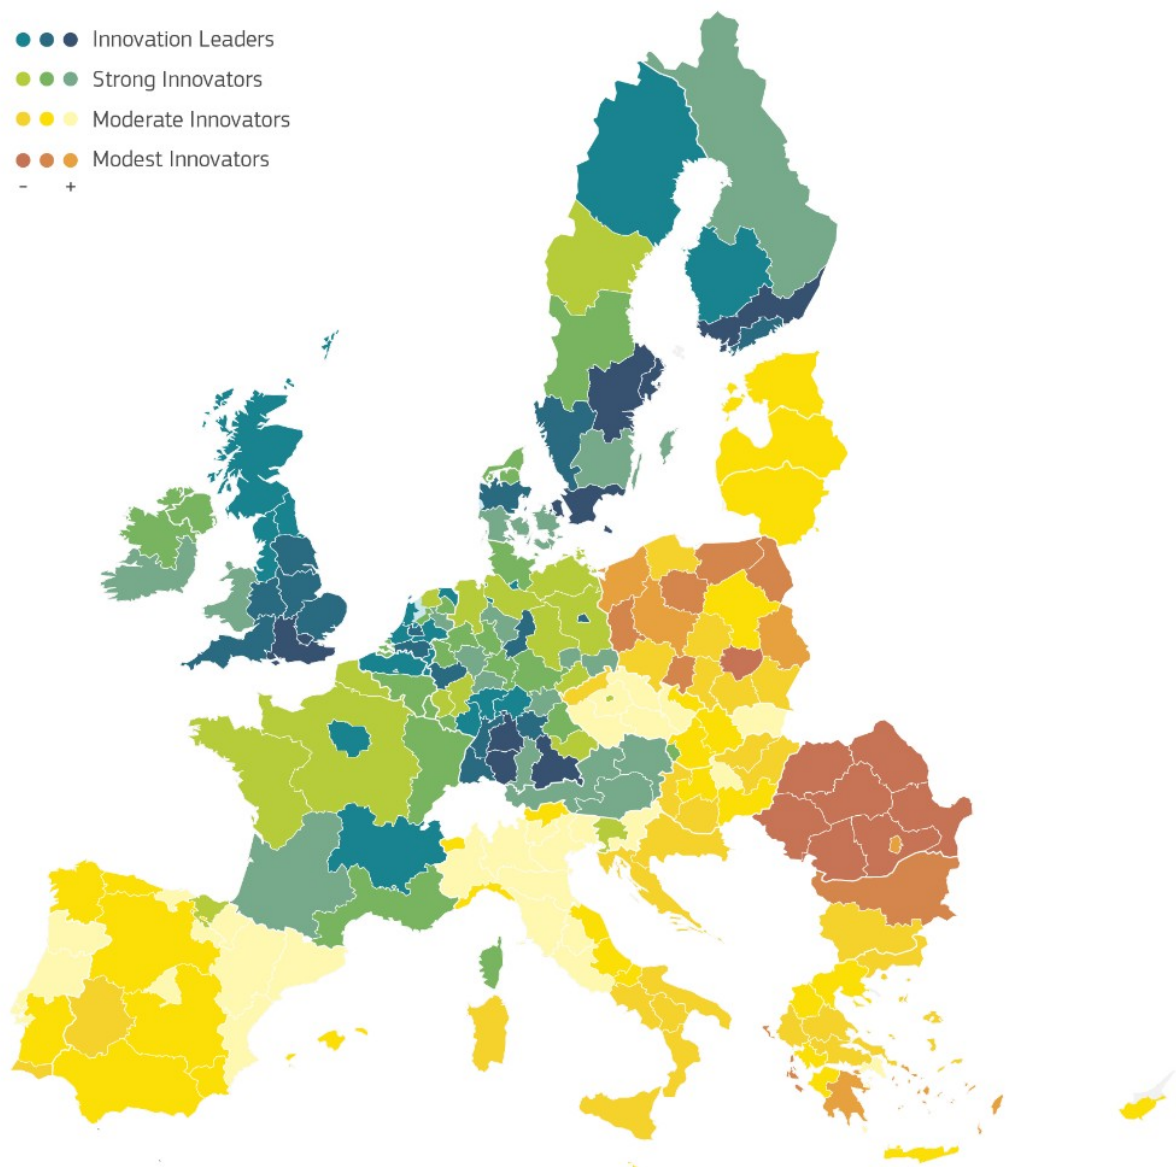 Innovation Leaders
Strong Innovators
Moderate Innovators
Modest Innovators
- +